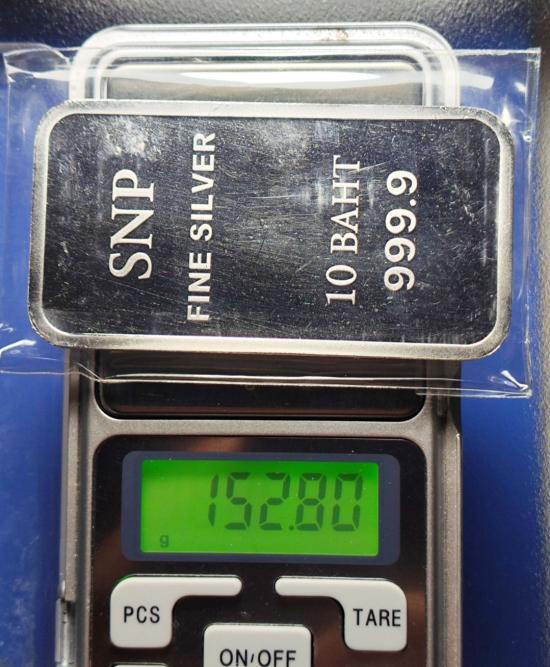 SNP
FINE SILVER
10 BAHT
999.9
152.80
g
PCS
TARE
ON/OFF